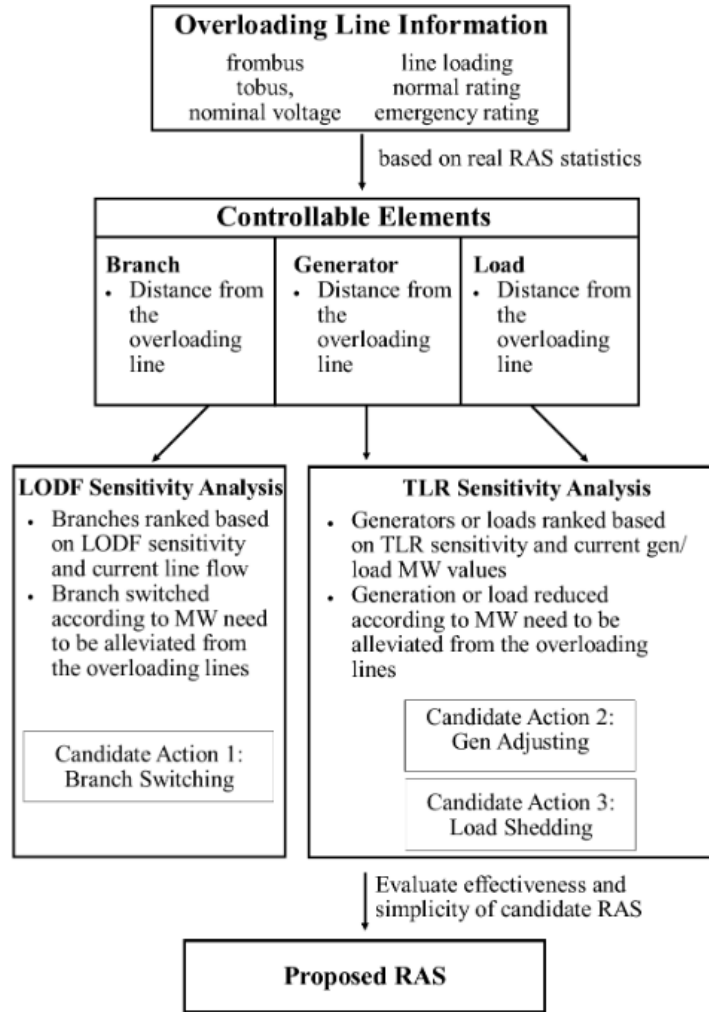 Overloading Line Information
frombus
tobus,
nominal voltage
line loading
normal rating
emergency rating
based on real RAS statistics
Controllable Elements
Branch
• Distance from
the
overloading
line
Generator
• Distance from
the
overloading
line
Load
• Distance from
the
overloading
line
LODF Sensitivity Analysis
• Branches ranked based
on LODF sensitivity
and current line flow
• Branch switched
according to MW need
to be alleviated from
the overloading lines
Candidate Action 1:
Branch Switching
TLR Sensitivity Analysis
• Generators or loads ranked based
on TLR sensitivity and current gen/
load MW values
• Generation or load reduced
according to MW need to be
alleviated from the overloading
lines
Candidate Action 2:
Gen Adjusting
Candidate Action 3:
Load Shedding
Evaluate effectiveness and
simplicity of candidate RAS
Proposed RAS